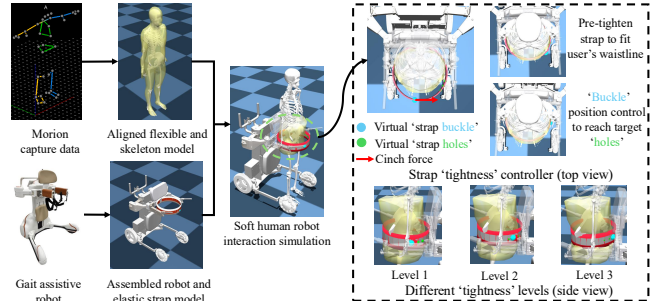 Morion
capture data
Aligned flexible and
skeleton model
Gait assistive
robot
Assembled robot and
elastic strap model
Soft human robot
interaction simulation
Pre-tighten
strap to fit
user's waistline
Virtual 'strap buckle'
Virtual 'strap holes'
Cinch force
'Buckle'
position control
to reach target
'holes'
Strap 'tightness' controller (top view)
Level 1
Level 2
Level 3
Different 'tightness' levels (side view)